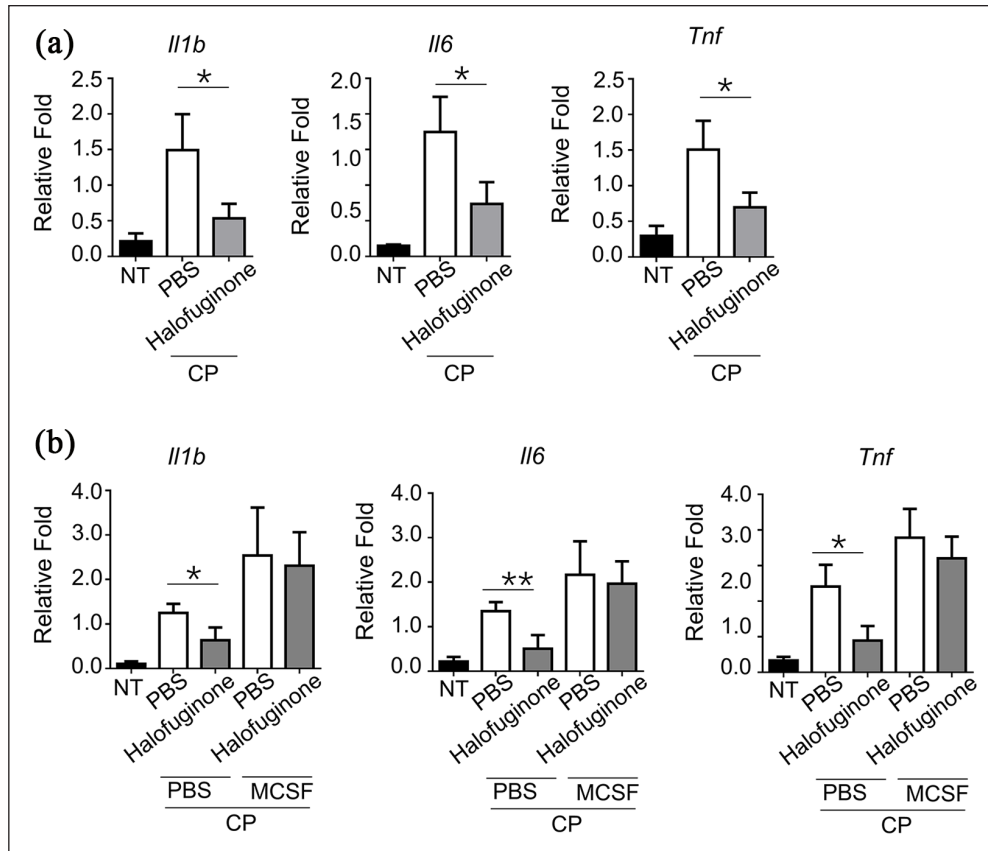 (a)
Il1b
Relative Fold
2.5
2.0
1.5
1.0
0.5
0.0
*
NT
PBS
Halofuginone
CP
Il6
Relative Fold
2.0
1.5
1.0
0.5
0.0
*
NT
PBS
Halofuginone
CP
Tnf
Relative Fold
2.5
2.0
1.5
1.0
0.5
0.0
*
NT
PBS
Halofuginone
CP
(b)
Il1b
Relative Fold
4.0
3.0
2.0
1.0
0.0
*
NT
PBS
Halofuginone
PBS
Halofuginone
PBS
MCSF
CP
Il6
Relative Fold
4.0
3.0
2.0
1.0
0.0
**
NT
PBS
Halofuginone
PBS
Halofuginone
PBS
MCSF
CP
Tnf
Relative Fold
4.0
3.0
2.0
1.0
0.0
*
NT
PBS
Halofuginone
PBS
Halofuginone
PBS
MCSF
CP